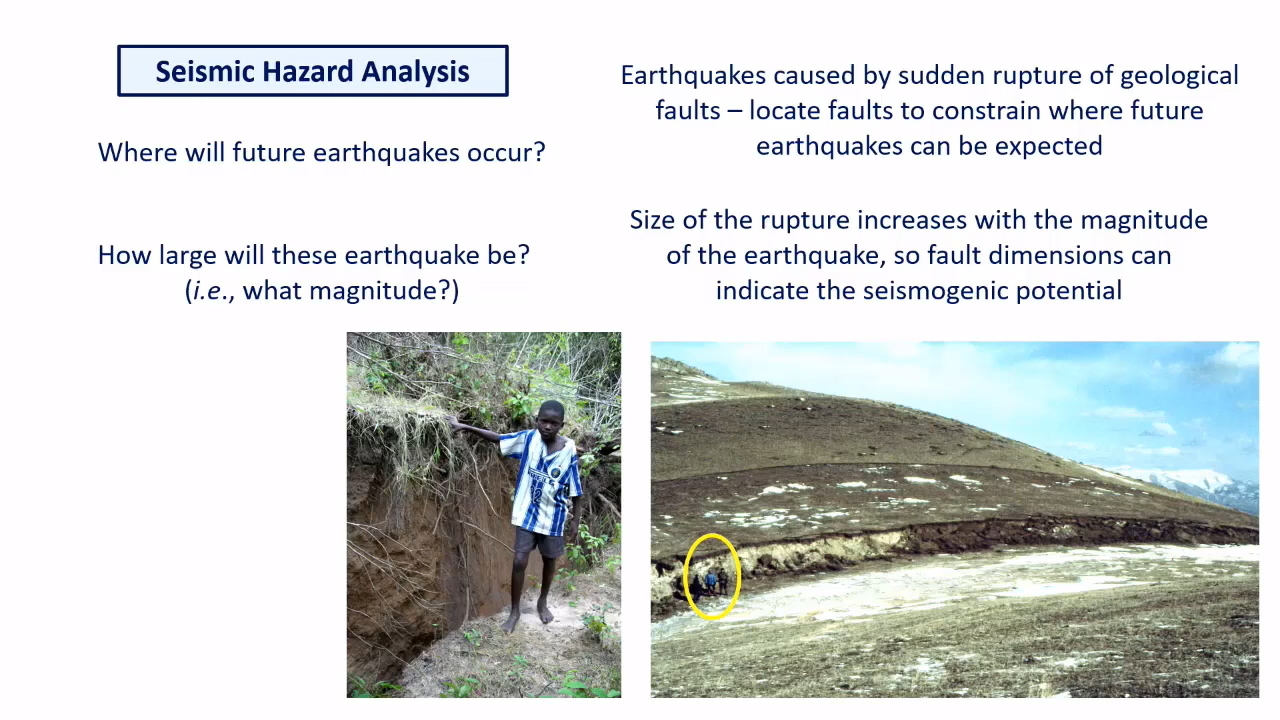 Seismic Hazard Analysis
Where will future earthquakes occur?
How large will these earthquake be?
(i.e., what magnitude?)
Earthquakes caused by sudden rupture of geological
faults – locate faults to constrain where future
earthquakes can be expected
Size of the rupture increases with the magnitude
of the earthquake, so fault dimensions can
indicate the seismogenic potential